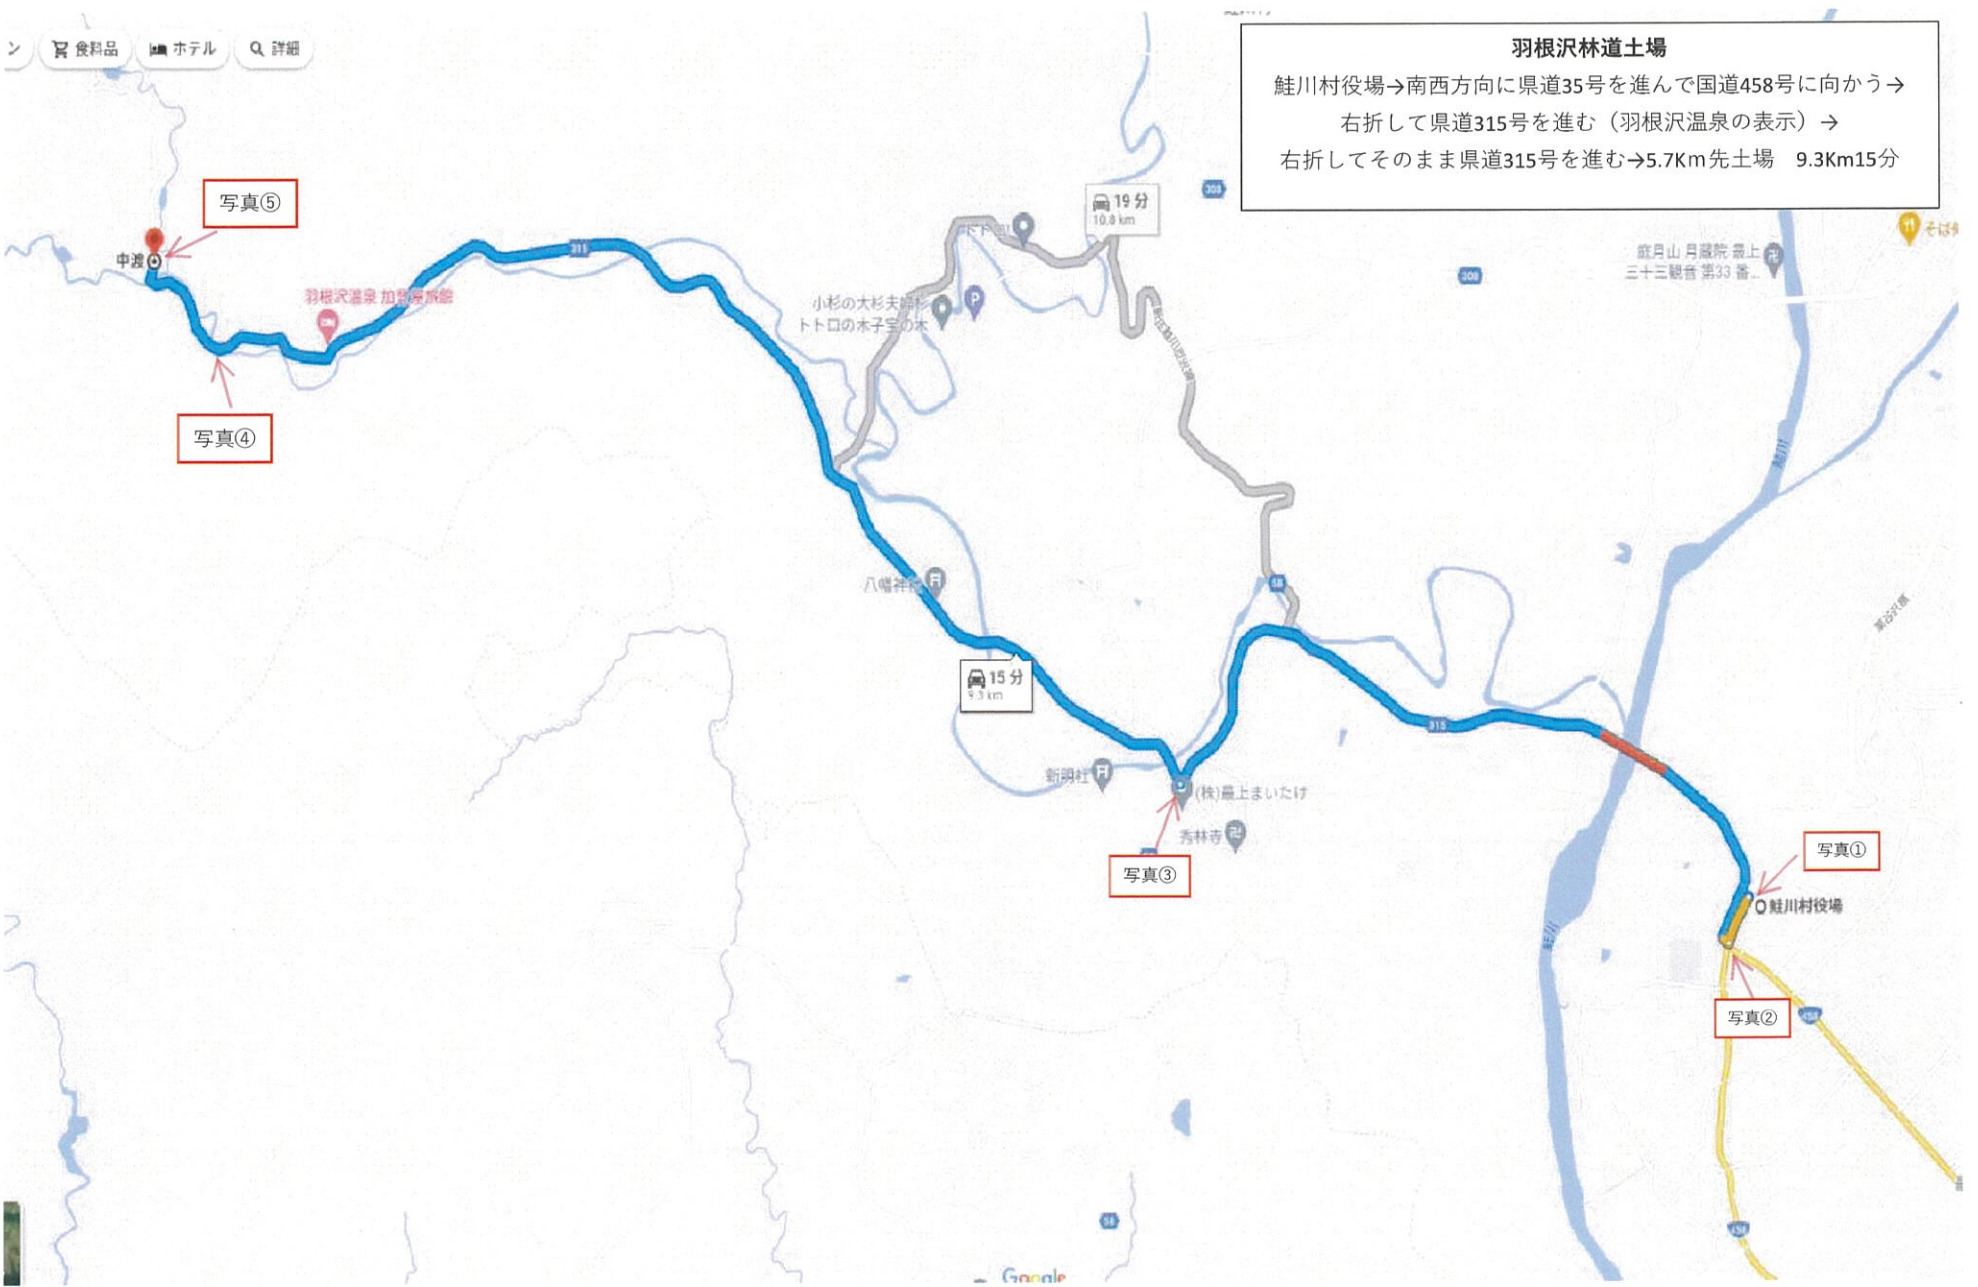 ン
食料品
ホテル
詳細
羽根沢林道土場
鮭川村役場→南西方向に県道35号を進んで国道458号に向かう→
右折して県道315号を進む（羽根沢温泉の表示）→
右折してそのまま県道315号を進む→5.7Km先土場　9.3Km15分
19 分
10.8 km
308
そば
写真⑤
中渡
315
羽根沢温泉 加登屋旅館
P
小杉の大杉夫婦杉
トトロの木子宝の木
308
庭月山 月蔵院 最上
三十三観音 第33 番...
写真④
鮭川
58
八幡神社
15 分
9.3 km
315
新明社
(株)最上まいたけ
秀林寺
写真③
写真①
鮭川村役場
鮭川
写真②
458
458
58
Google